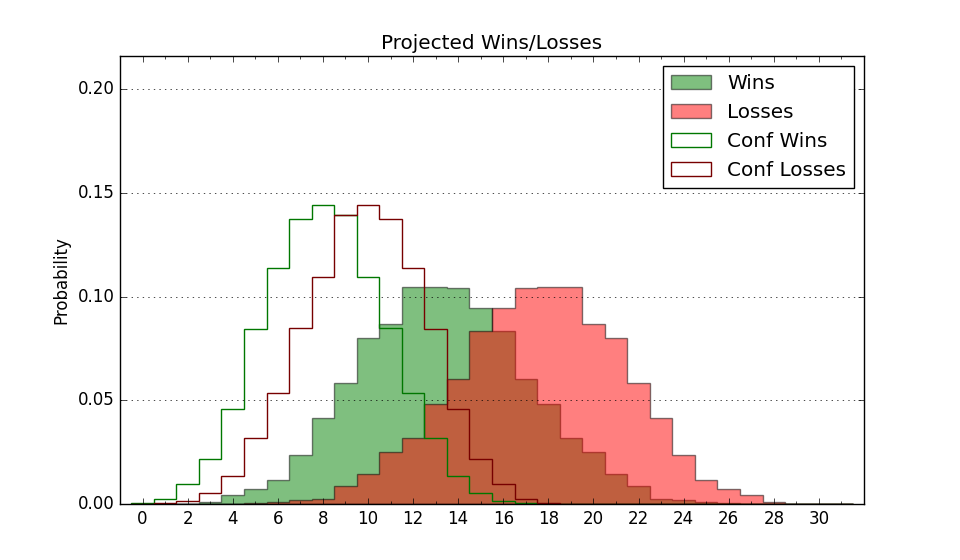 Projected Wins/Losses
Wins
Losses
Conf Wins
Conf Losses
Probability
0.20
0.15
0.10
0.05
0.00
0 2 4 6 8 10 12 14 16 18 20 22 24 26 28 30